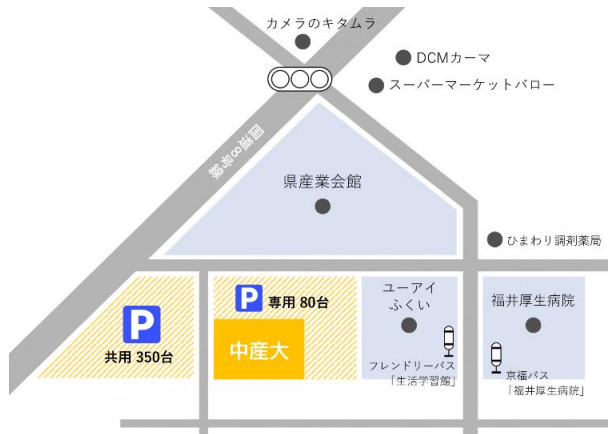 カメラのキタムラ
DCMカーマ
スーパーマーケットバロー
国道8号線
県産業会館
ひまわり調剤薬局
P
共用 350台
P 専用 80台
中産大
ユーアイ
ふくい
フレンドリーバス
「生活学習館」
福井厚生病院
京福バス
「福井厚生病院」